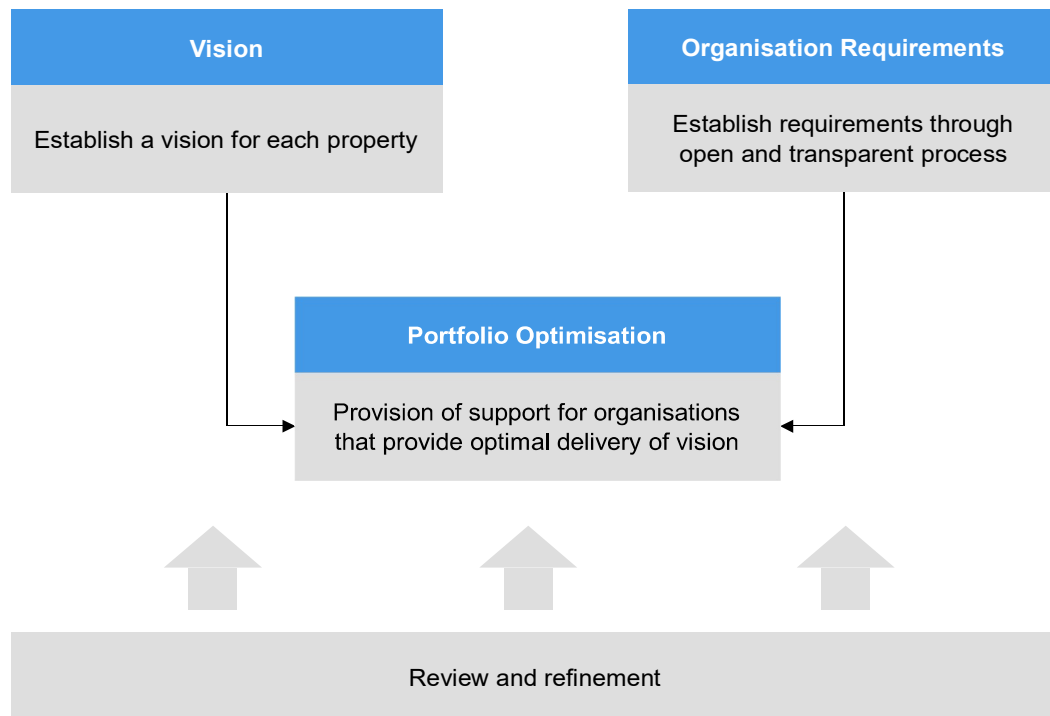 Vision
Organisation Requirements
Establish a vision for each property
Establish requirements through
open and transparent process
Portfolio Optimisation
Provision of support for organisations
that provide optimal delivery of vision
Review and refinement